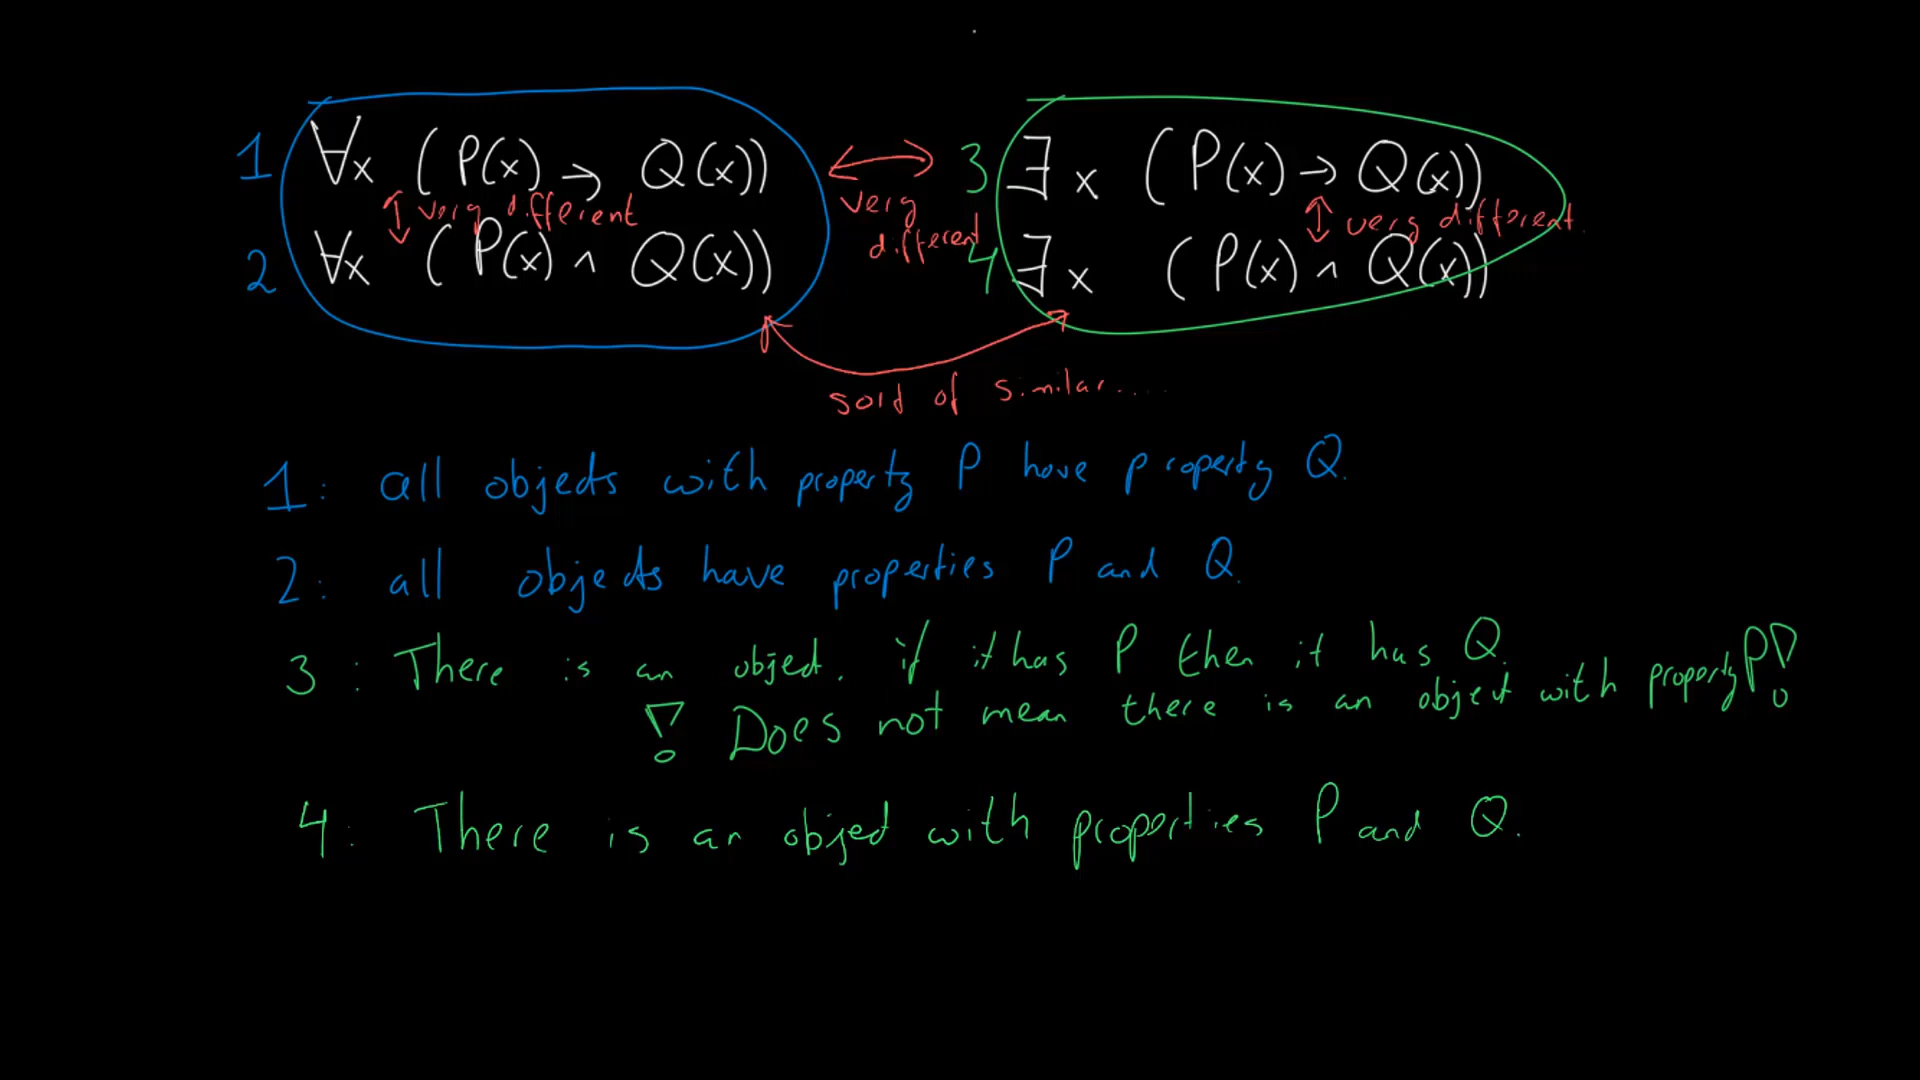 1 ∀x (P(x) → Q(x)) ↔ 3 ∃x (P(x) → Q(x))
↕ very different very different ↕ very different
2 ∀x (P(x) ∧ Q(x)) 4 ∃x (P(x) ∧ Q(x))
sord of similar....
1: all objects with property P have property Q.
2: all objects have properties P and Q.
3: There is an object. if it has P then it has Q.
! Does not mean there is an object with property P!
4: There is an object with properties P and Q.